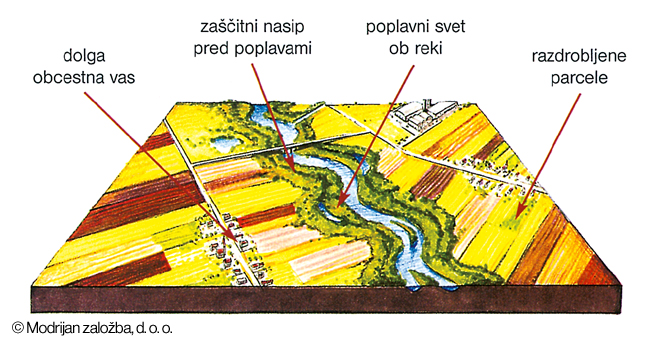 dolga
obcestna vas
zaščitni nasip
pred poplavami
poplavni svet
ob reki
razdrobljene
parcele
© Modrijan založba, d. o. o.